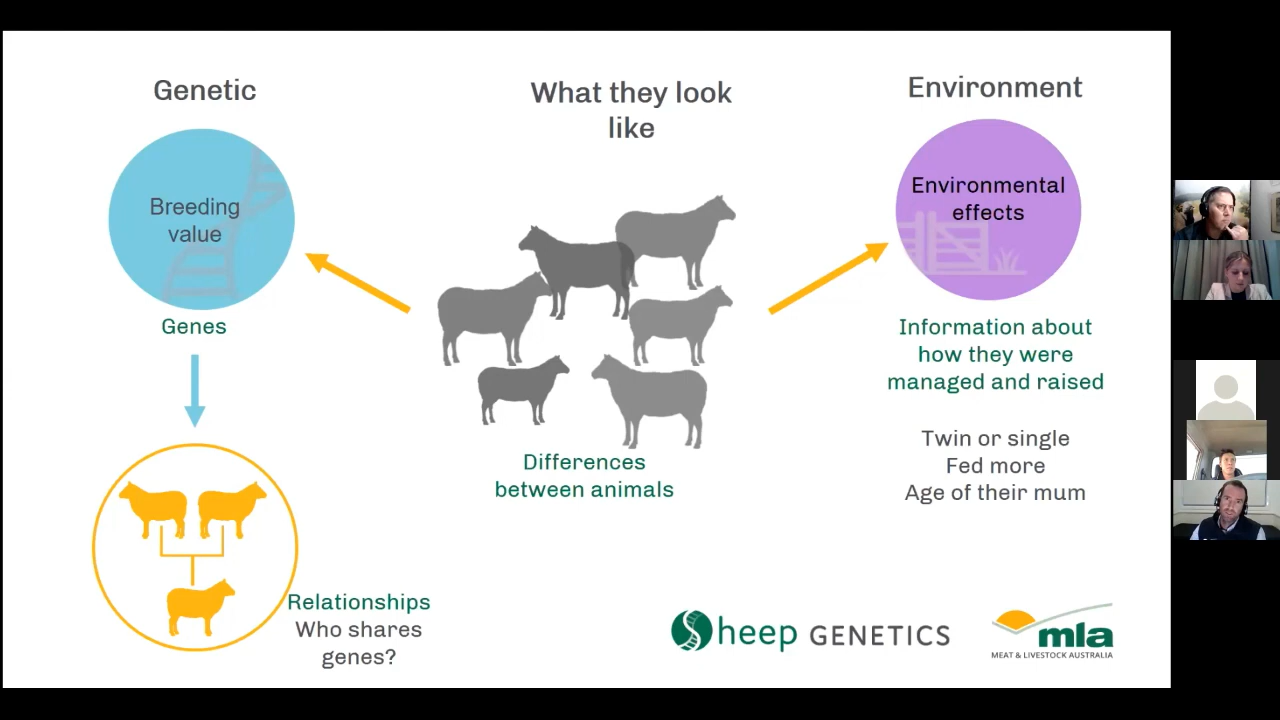 Genetic
Breeding
value
Genes
Relationships
Who shares
genes?
What they look
like
Differences
between animals
Environment
Environmental
effects
Information about
how they were
managed and raised
Twin or single
Fed more
Age of their mum
Sheep GENETICS
mla
MEAT & LIVESTOCK AUSTRALIA